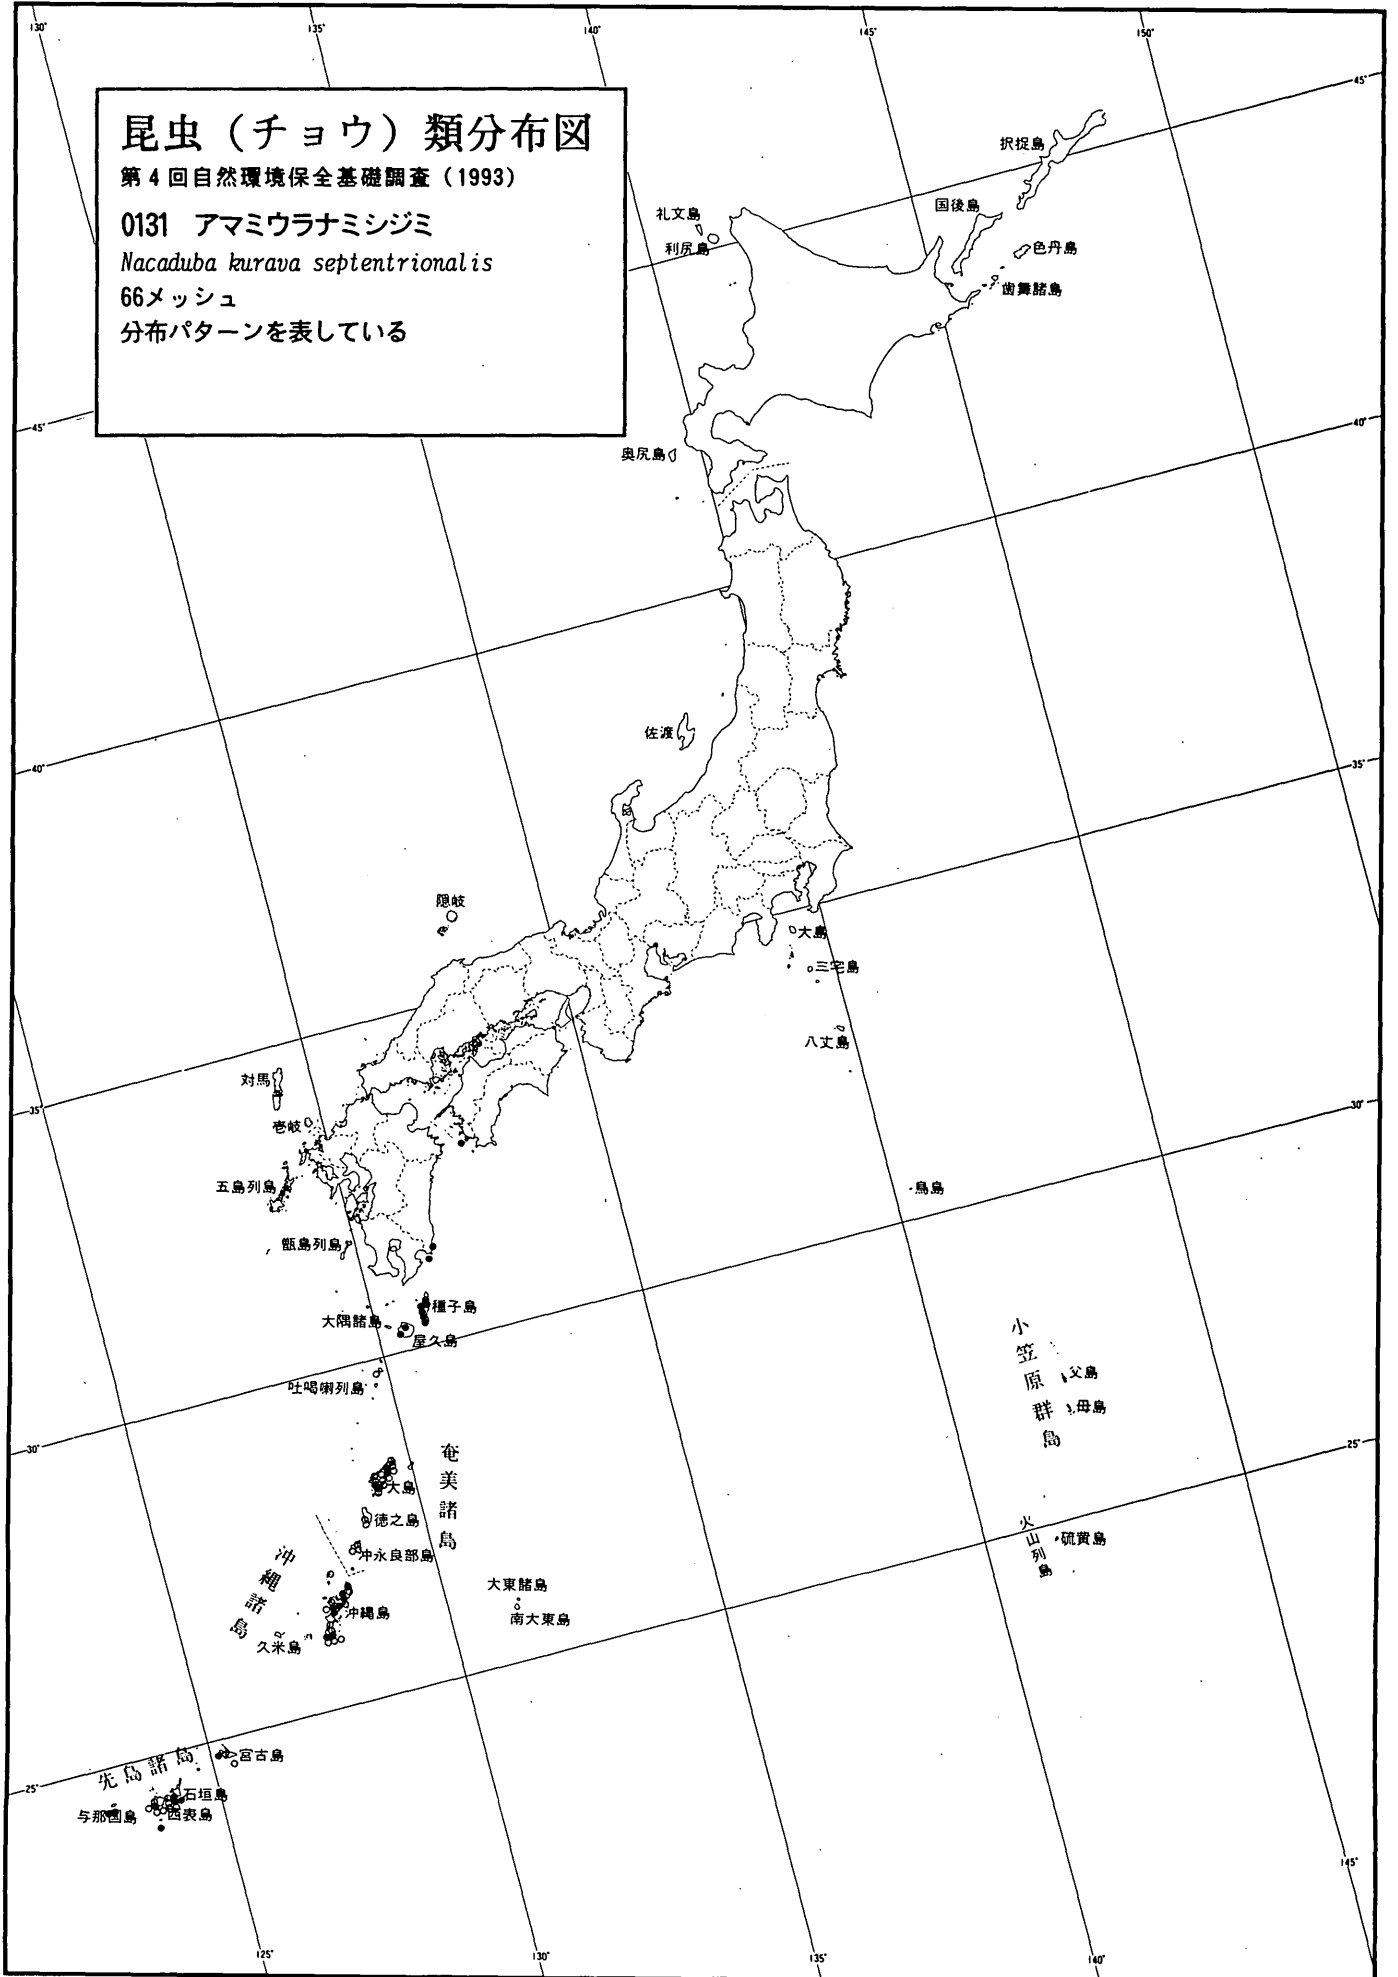 130°
135°
140°
145°
150°
昆虫（チョウ）類分布図
第4回自然環境保全基礎調査（1993）
0131 アマミウラナミシジミ
Nacaduba kurava septentrionalis
66メッシュ
分布パターンを表している
45°
択捉島
礼文島
利尻島
国後島
色丹島
歯舞諸島
45°
40°
奥尻島
佐渡
40°
35°
隠岐
大島
三宅島
八丈島
対馬
35°
壱岐
30°
五島列島
鳥島
甑島列島
種子島
大隅諸島
屋久島
吐喝喇列島
小笠原群島
父島
母島
30°
25°
奄美諸島
大島
徳之島
沖永良部島
火山列島
硫黄島
沖縄諸島
沖縄島
久米島
大東諸島
南大東島
宮古島
先島諸島
25°
石垣島
与那国島
西表島
145°
125°
130°
135°
140°